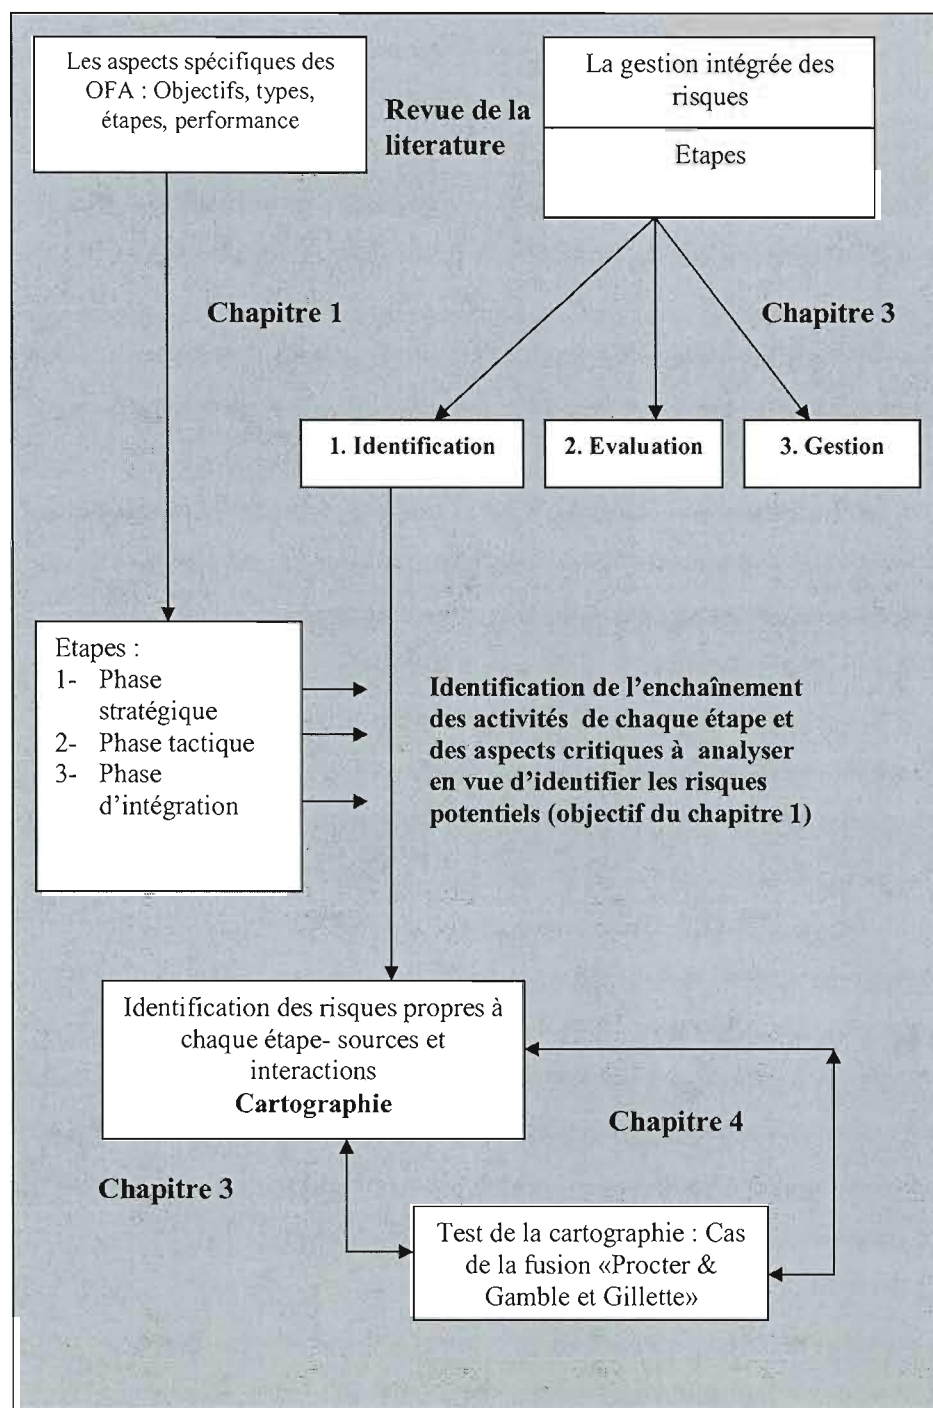 Les aspects spécifiques des
OFA : Objectifs, types,
étapes, performance
Revue de la
literature
La gestion intégrée des
risques
Etapes
Chapitre 1
Chapitre 3
1. Identification
2. Evaluation
3. Gestion
Etapes :
1- Phase
stratégique
2- Phase tactique
3- Phase
d'intégration
Identification de l'enchaînement
des activités de chaque étape et
des aspects critiques à analyser
en vue d'identifier les risques
potentiels (objectif du chapitre 1)
Identification des risques propres à
chaque étape- sources et
interactions
Cartographie
Chapitre 4
Chapitre 3
Test de la cartographie : Cas
de la fusion «Procter &
Gamble et Gillette»